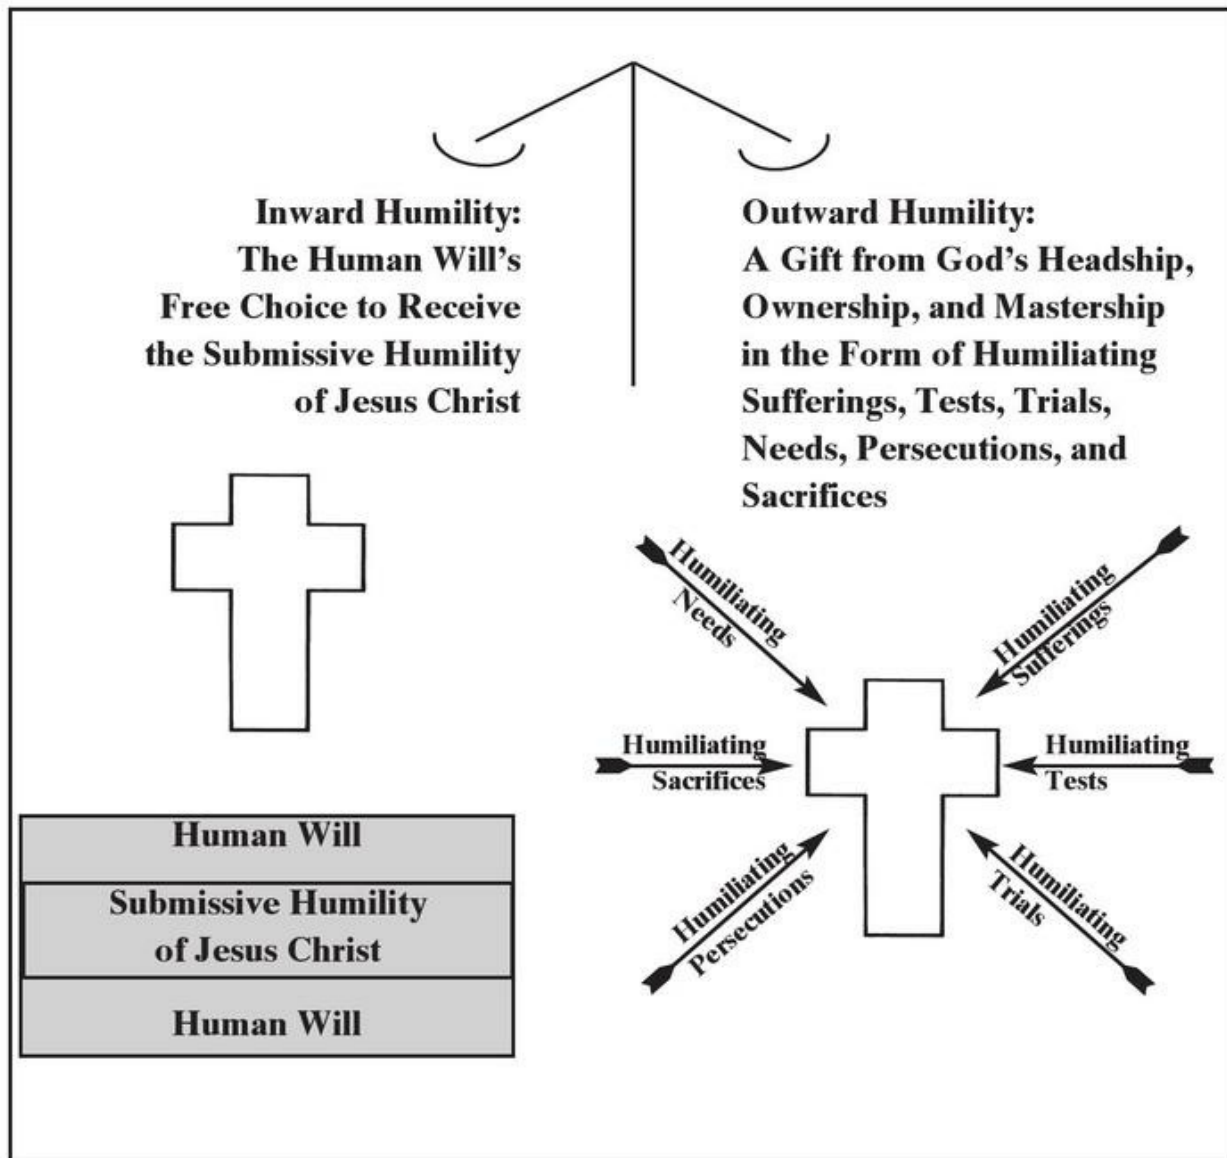 Inward Humility:
The Human Will's
Free Choice to Receive
the Submissive Humility
of Jesus Christ
Outward Humility:
A Gift from God's Headship,
Ownership, and Mastership
in the Form of Humiliating
Sufferings, Tests, Trials,
Needs, Persecutions, and
Sacrifices
Humiliating
Needs
Humiliating
Sufferings
Humiliating
Sacrifices
Humiliating
Tests
Humiliating
Persecutions
Humiliating
Trials
Human Will
Submissive Humility
of Jesus Christ
Human Will